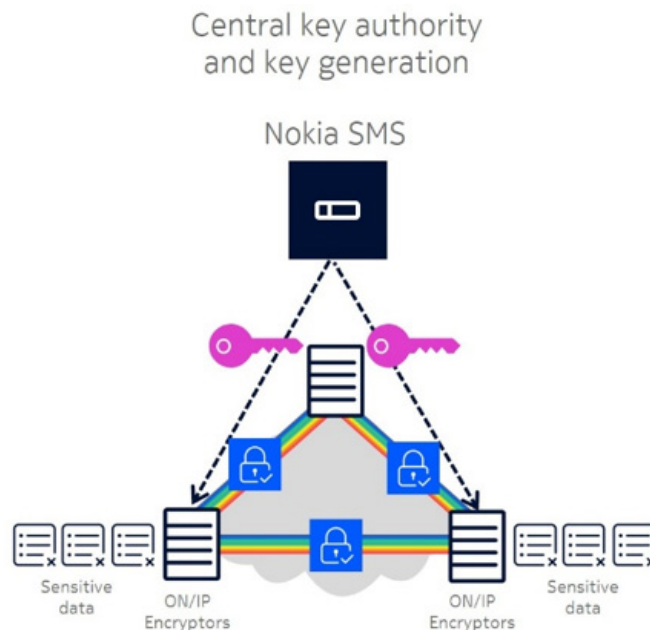 Central key authority
and key generation
Nokia SMS
Sensitive
data
ON/IP
Encryptors
ON/IP
Encryptors
Sensitive
data